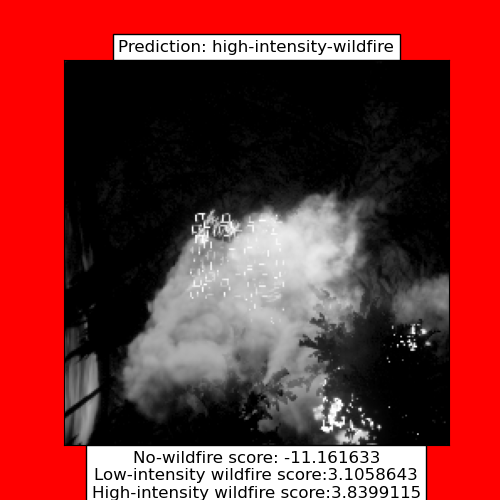 Prediction: high-intensity-wildfire
No-wildfire score: -11.161633
Low-intensity wildfire score:3.1058643
High-intensity wildfire score:3.8399115